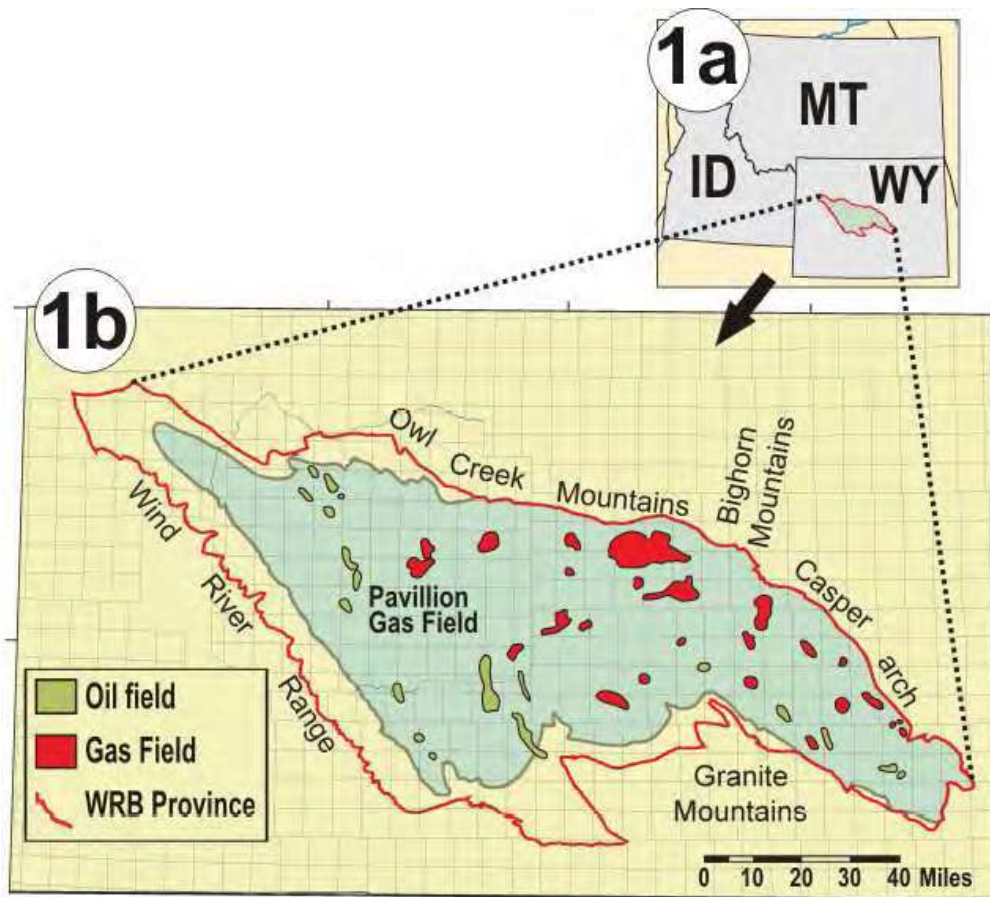 1a
MT
ID
WY
1b
Owl
Creek
Mountains
Bighorn
Mountains
Casper
arch
Wind
River
Range
Pavillion
Gas Field
Granite
Mountains
Oil field
Gas Field
WRB Province
0 10 20 30 40 Miles